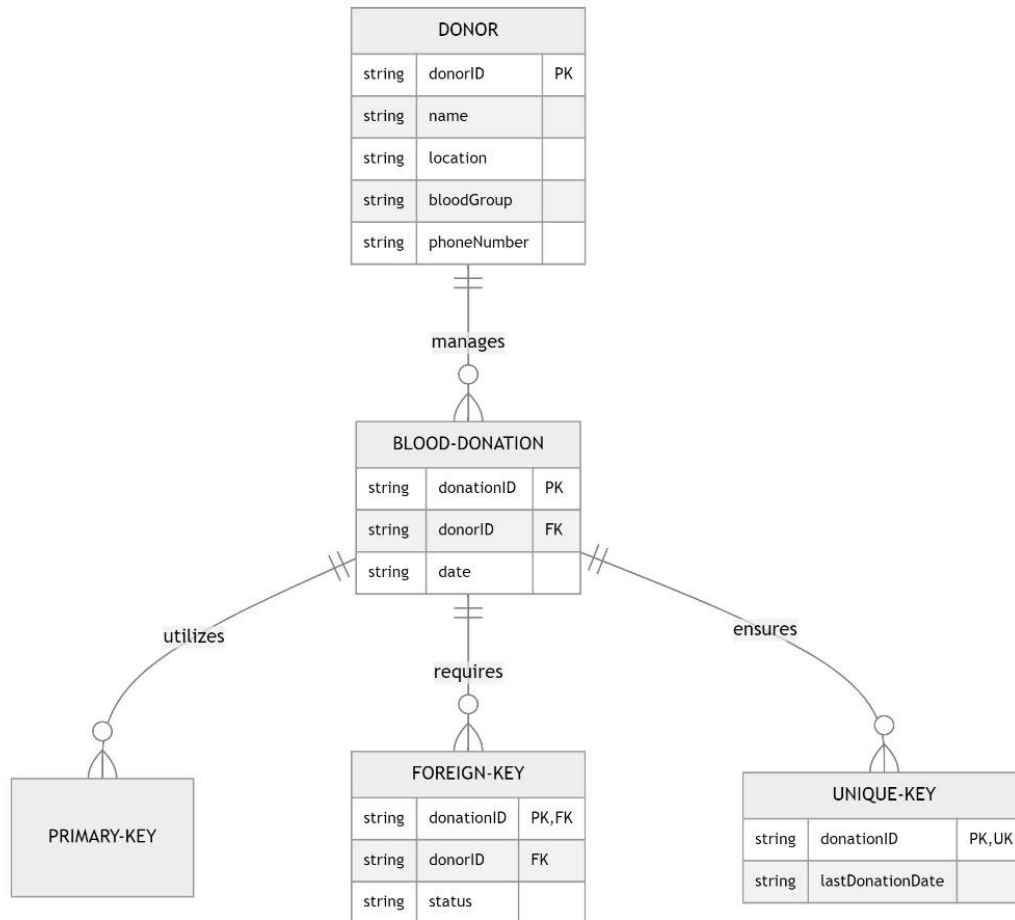 DONOR
string donorID PK
string name
string location
string bloodGroup
string phoneNumber
manages
BLOOD-DONATION
string donationID PK
string donorID FK
string date
utilizes
requires
ensures
PRIMARY-KEY
FOREIGN-KEY
string donationID PK,FK
string donorID FK
string status
UNIQUE-KEY
string donationID PK,UK
string lastDonationDate